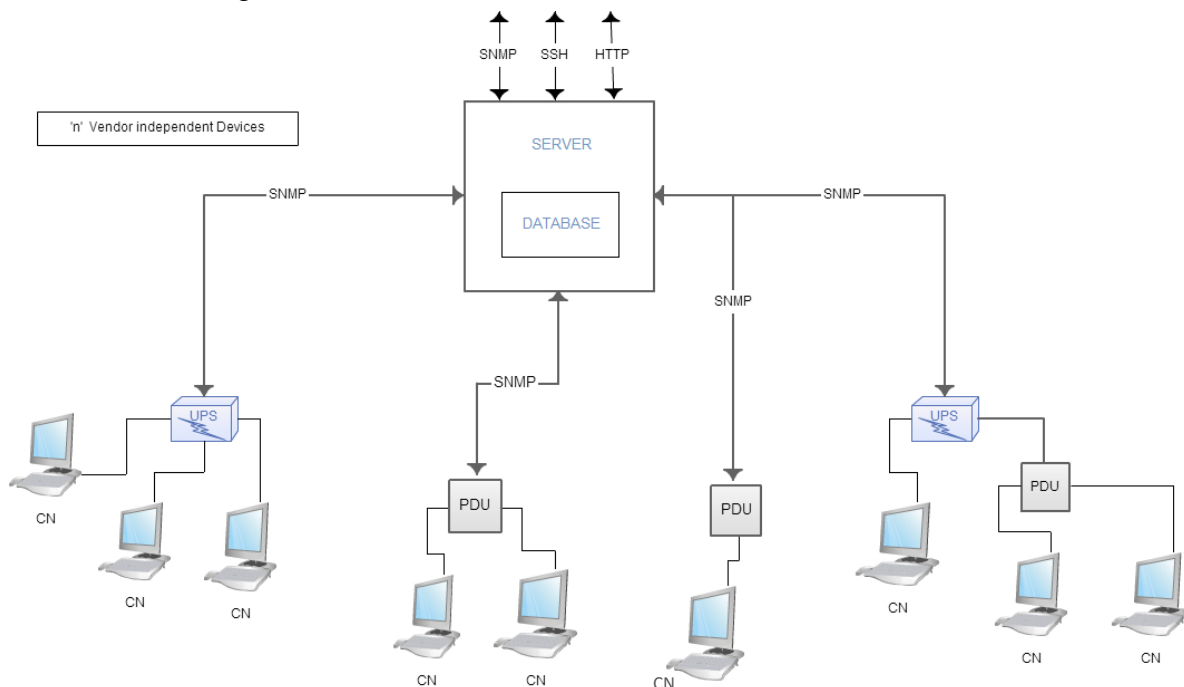 SNMP
SSH
HTTP
'n' Vendor independent Devices
SERVER
SNMP
SNMP
DATABASE
SNMP
SNMP
UPS
UPS
PDU
PDU
PDU
CN
CN
CN
CN
CN
CN
CN
CN
CN